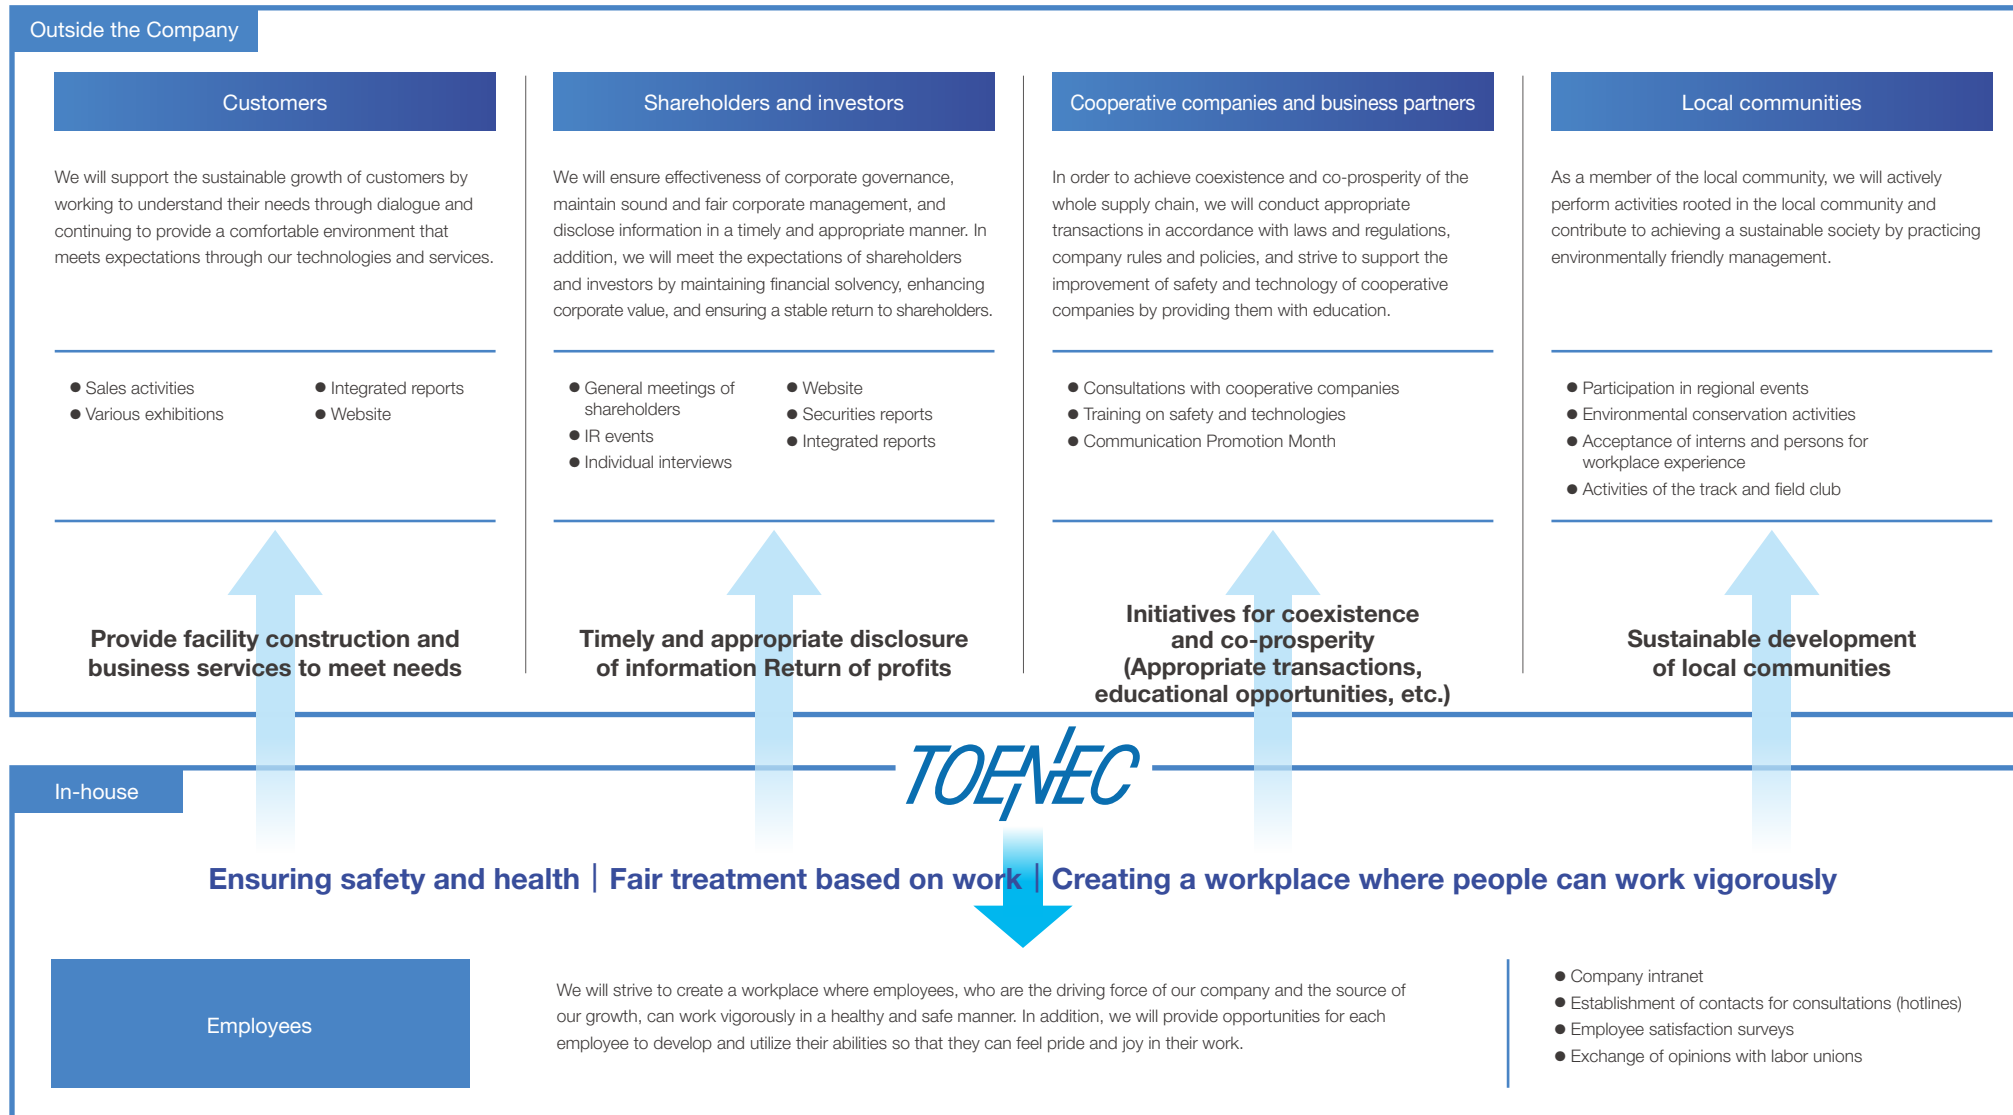 Outside the Company
Customers
We will support the sustainable growth of customers by
working to understand their needs through dialogue and
continuing to provide a comfortable environment that
meets expectations through our technologies and services.
● Sales activities
● Various exhibitions
● Integrated reports
● Website
Provide facility construction and
business services to meet needs
Shareholders and investors
We will ensure effectiveness of corporate governance,
maintain sound and fair corporate management, and
disclose information in a timely and appropriate manner. In
addition, we will meet the expectations of shareholders
and investors by maintaining financial solvency, enhancing
corporate value, and ensuring a stable return to shareholders.
● General meetings of
shareholders
● IR events
● Individual interviews
● Website
● Securities reports
● Integrated reports
Timely and appropriate disclosure
of information Return of profits
Cooperative companies and business partners
In order to achieve coexistence and co-prosperity of the
whole supply chain, we will conduct appropriate
transactions in accordance with laws and regulations,
company rules and policies, and strive to support the
improvement of safety and technology of cooperative
companies by providing them with education.
● Consultations with cooperative companies
● Training on safety and technologies
● Communication Promotion Month
Initiatives for coexistence
and co-prosperity
(Appropriate transactions,
educational opportunities, etc.)
Local communities
As a member of the local community, we will actively
perform activities rooted in the local community and
contribute to achieving a sustainable society by practicing
environmentally friendly management.
● Participation in regional events
● Environmental conservation activities
● Acceptance of interns and persons for
workplace experience
● Activities of the track and field club
Sustainable development
of local communities
TOENEC
In-house
Ensuring safety and health | Fair treatment based on work | Creating a workplace where people can work vigorously
Employees
We will strive to create a workplace where employees, who are the driving force of our company and the source of
our growth, can work vigorously in a healthy and safe manner. In addition, we will provide opportunities for each
employee to develop and utilize their abilities so that they can feel pride and joy in their work.
● Company intranet
● Establishment of contacts for consultations (hotlines)
● Employee satisfaction surveys
● Exchange of opinions with labor unions